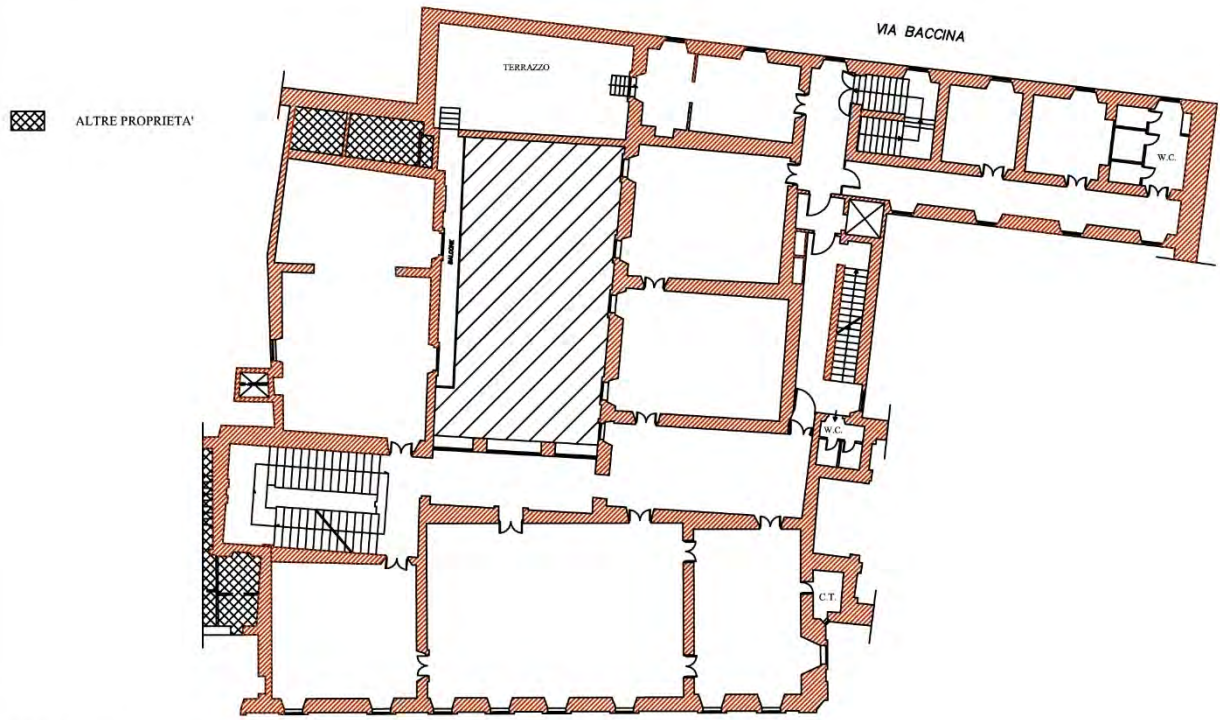 VIA BACCINA
TERRAZZO
ALTRE PROPRIETA'
W.C.
BALCONE
W.C.
C.T.